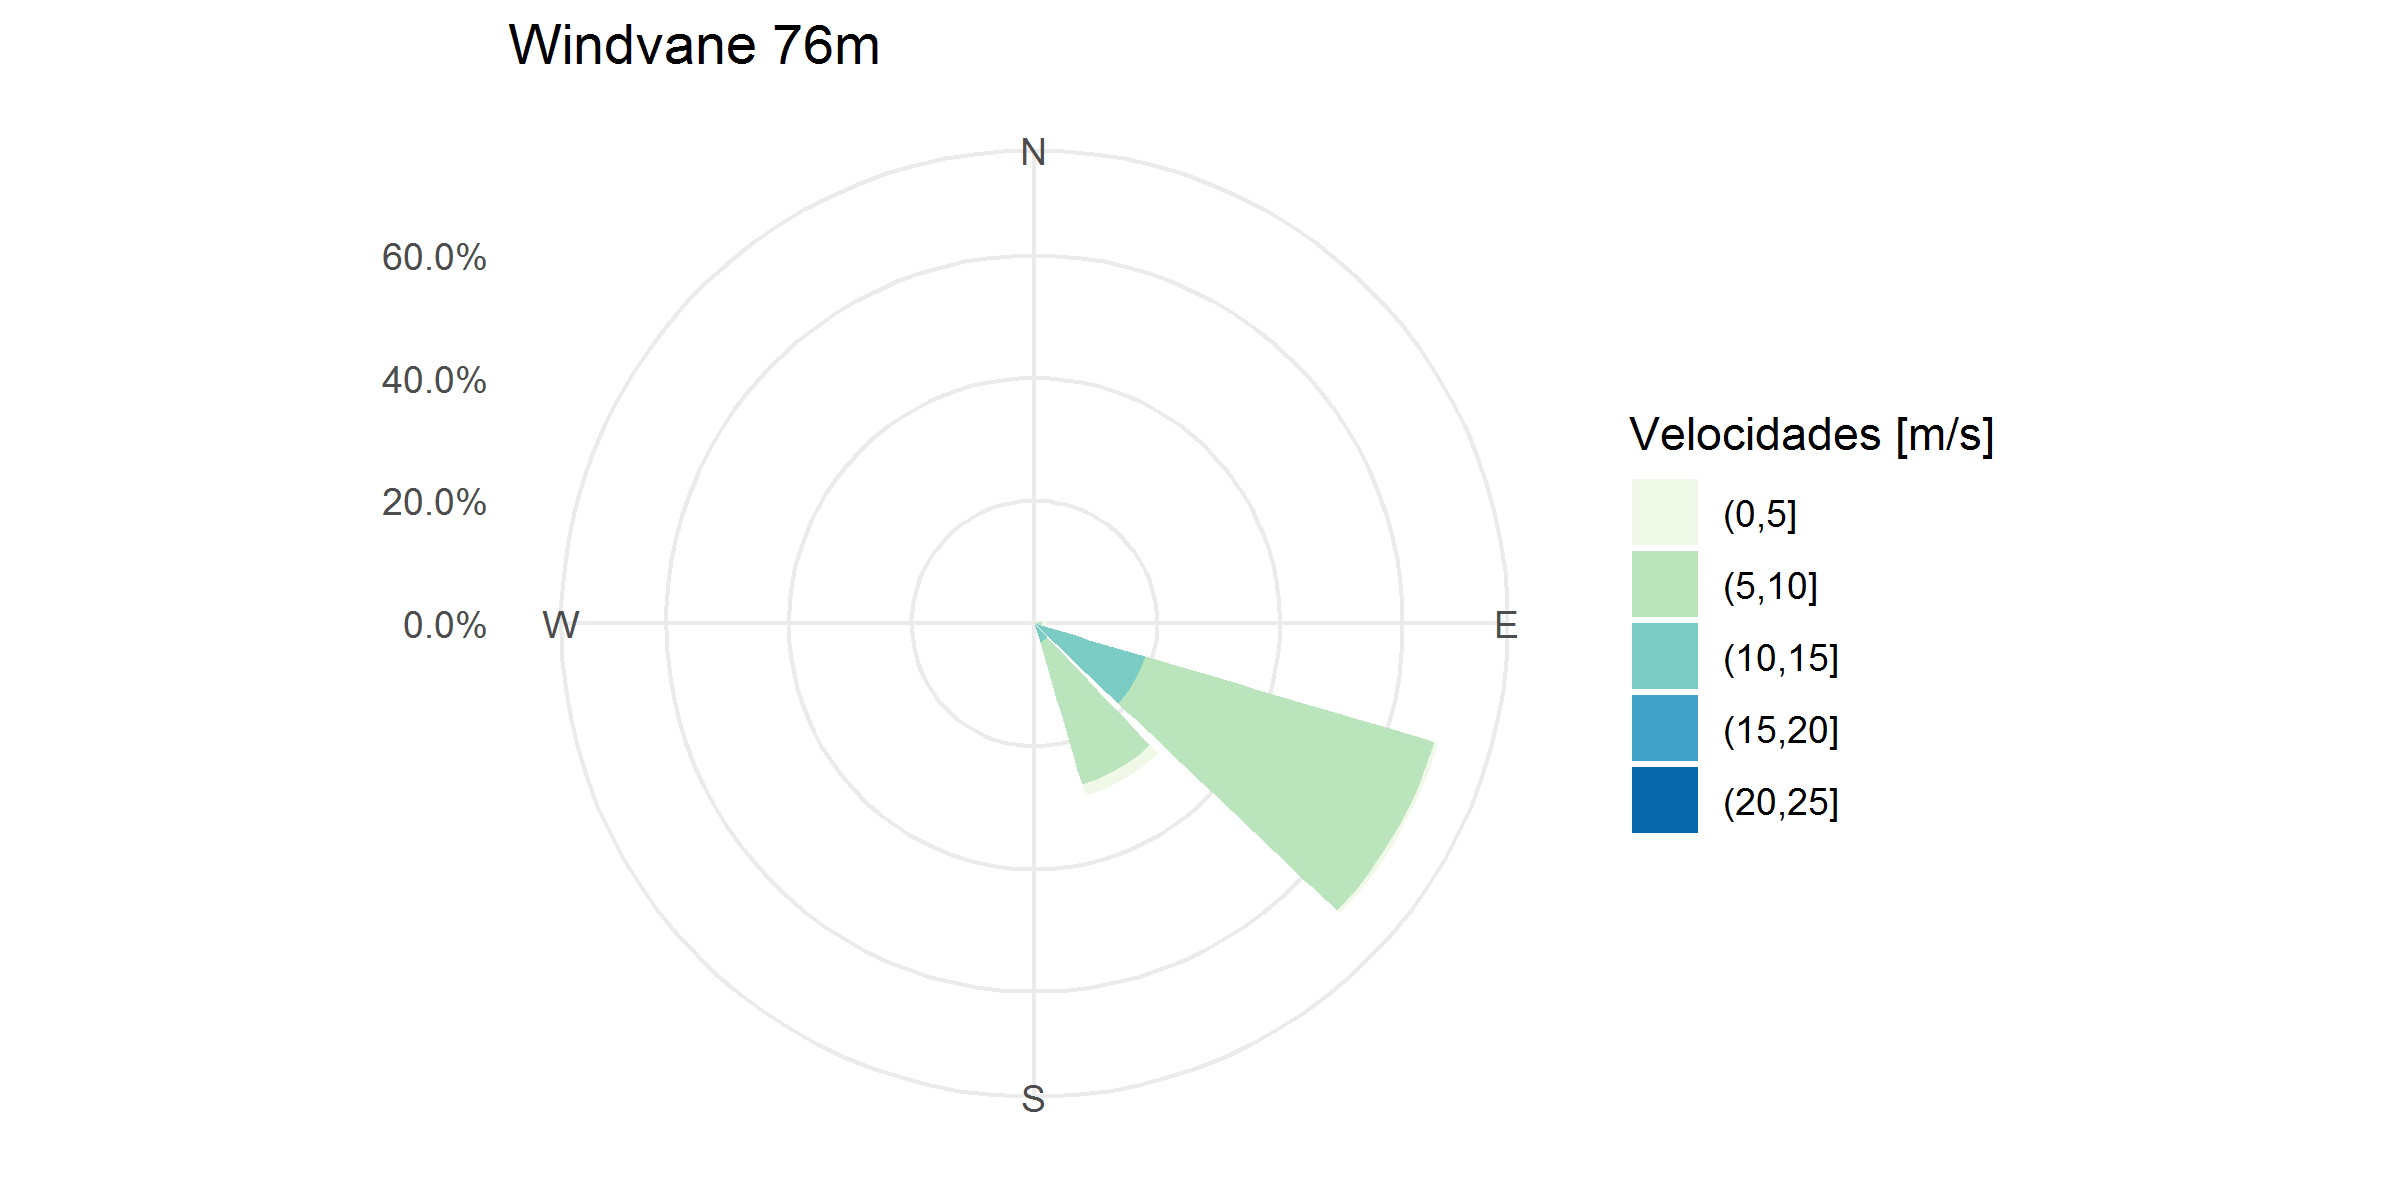 Windvane 76m
N
60.0%
40.0%
20.0%
0.0%
W
E
S
Velocidades [m/s]
(0,5]
(5,10]
(10,15]
(15,20]
(20,25]